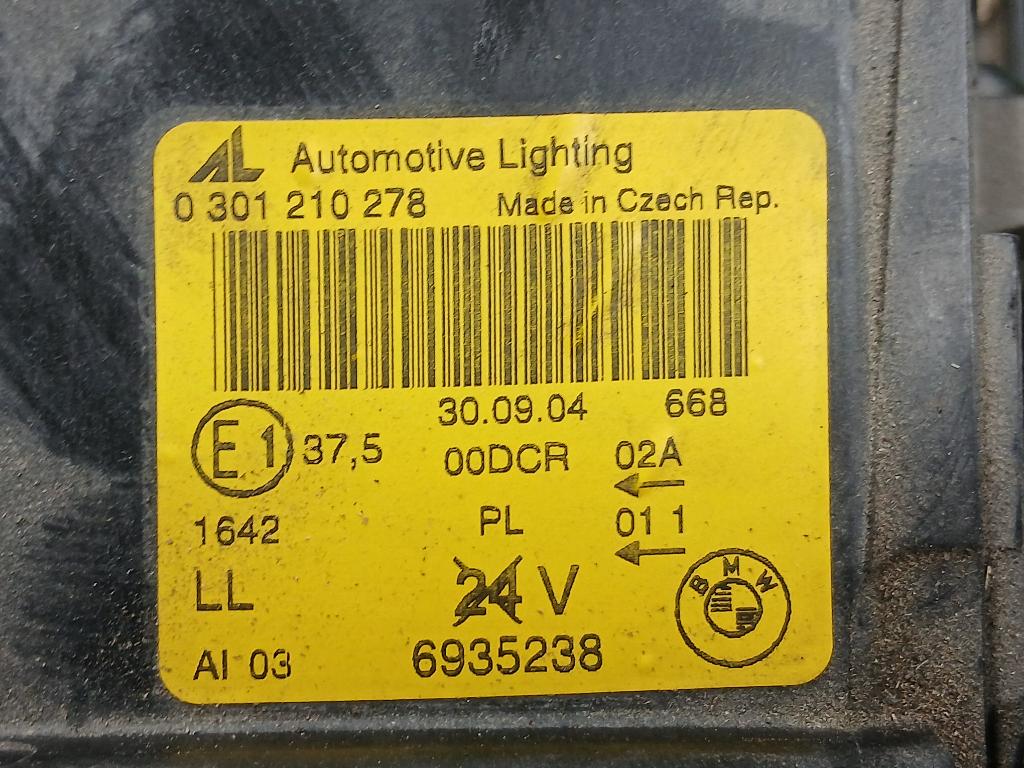 AL Automotive Lighting
0 301 210 278 Made in Czech Rep.
30.09.04 668
E1 37,5 00DCR 02A
1642 PL 01 1
LL 24 V
BMW
AI 03 6935238